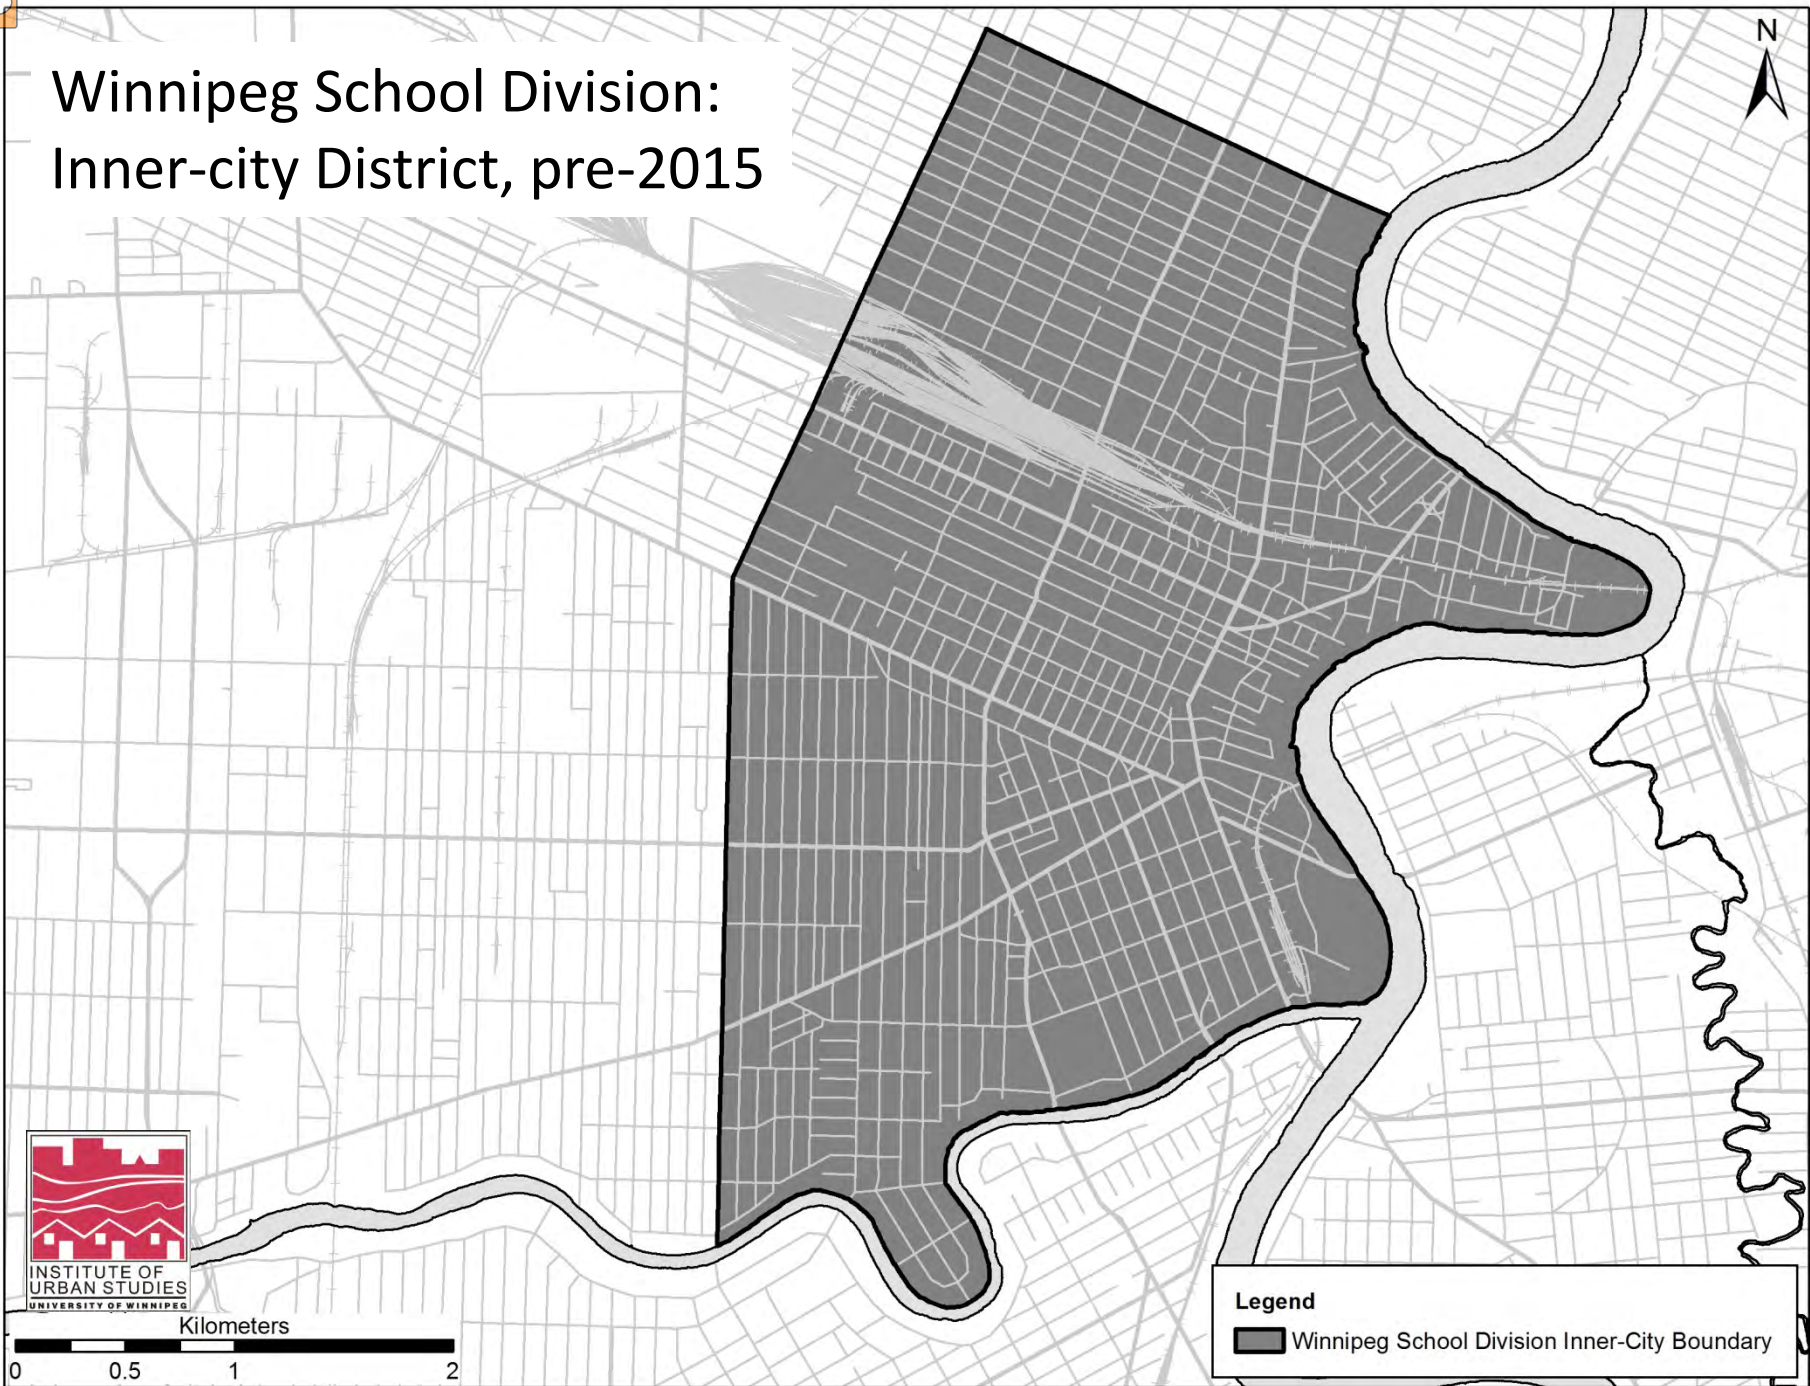 Winnipeg School Division:
Inner-city District, pre-2015
N
INSTITUTE OF
URBAN STUDIES
UNIVERSITY OF WINNIPEG
Kilometers
0 0.5 1 2
Legend
Winnipeg School Division Inner-City Boundary